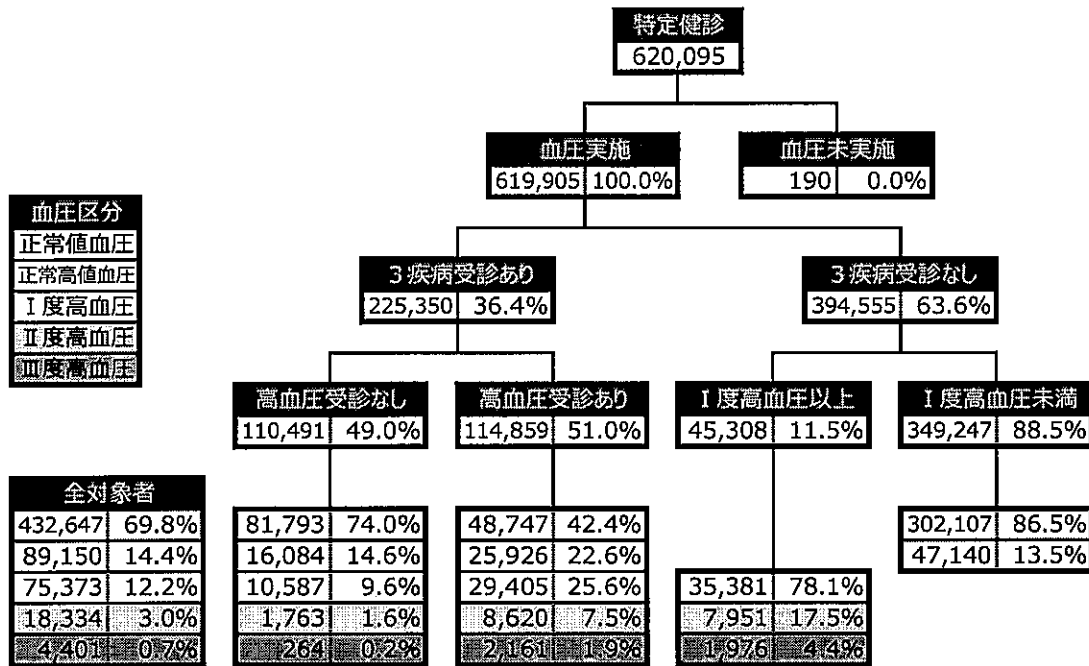 特定健診
620,095
血圧実施
619,905 100.0%
血圧未実施
190 0.0%
血圧区分
正常値血圧
正常高値血圧
Ⅰ度高血圧
Ⅱ度高血圧
Ⅲ度高血圧
3疾病受診あり
225,350 36.4%
3疾病受診なし
394,555 63.6%
高血圧受診なし
110,491 49.0%
高血圧受診あり
114,859 51.0%
Ⅰ度高血圧以上
45,308 11.5%
Ⅰ度高血圧未満
349,247 88.5%
全対象者
432,647 69.8%
89,150 14.4%
75,373 12.2%
18,334 3.0%
4,401 0.7%
81,793 74.0%
16,084 14.6%
10,587 9.6%
1,763 1.6%
264 0.2%
48,747 42.4%
25,926 22.6%
29,405 25.6%
8,620 7.5%
2,161 1.9%
35,381 78.1%
7,951 17.5%
1,976 4.4%
302,107 86.5%
47,140 13.5%